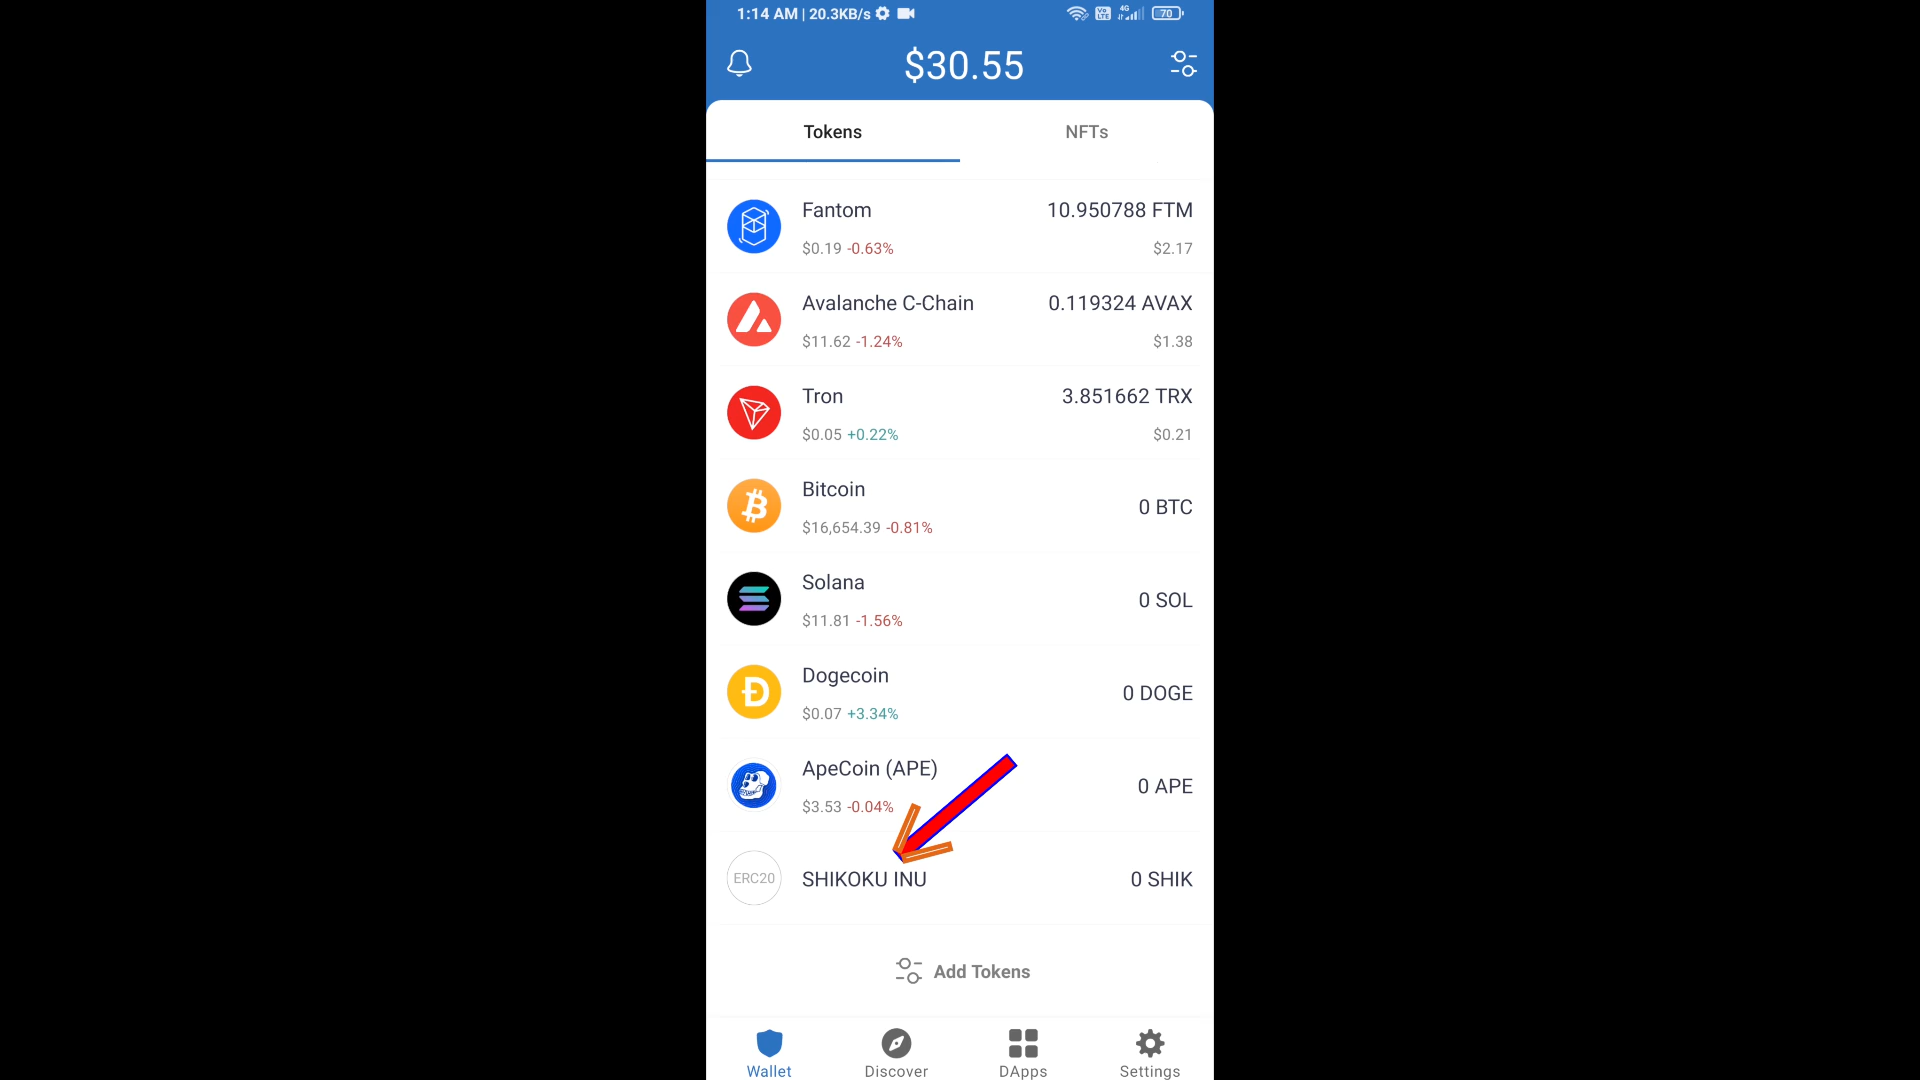 1:14 AM | 20.3KB/s
Vo LTE 4G 70
$30.55
Tokens NFTs
Fantom 10.950788 FTM
$0.19 -0.63% $2.17
Avalanche C-Chain 0.119324 AVAX
$11.62 -1.24% $1.38
Tron 3.851662 TRX
$0.05 +0.22% $0.21
Bitcoin
0 BTC
$16,654.39 -0.81%
Solana
0 SOL
$11.81 -1.56%
Dogecoin
0 DOGE
$0.07 +3.34%
ApeCoin (APE)
0 APE
$3.53 -0.04%
ERC20 SHIKOKU INU 0 SHIK
Add Tokens
Wallet Discover DApps Settings